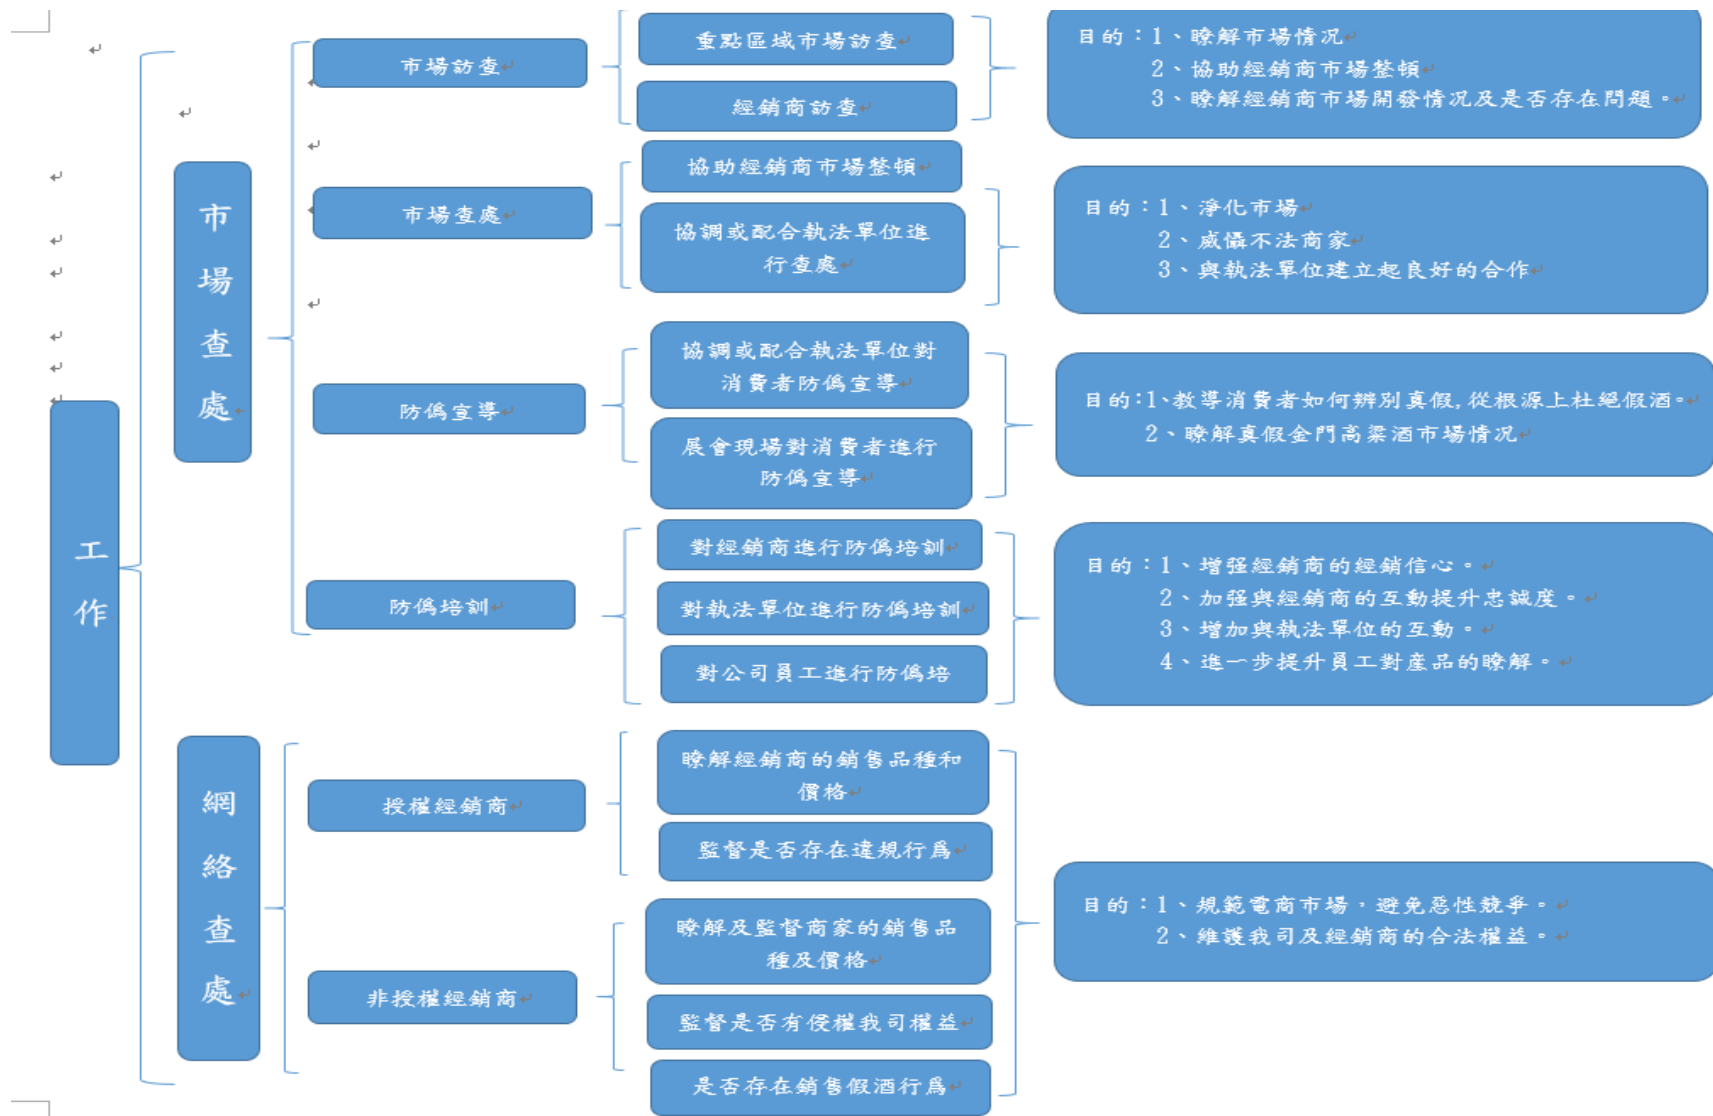 工作
市場查處
市場訪查
重點區域市場訪查
經銷商訪查
目的：1、瞭解市場情况
2、協助經銷商市場整頓
3、瞭解經銷商市場開發情况及是否存在問題。
市場查處
協助經銷商市場整頓
協調或配合執法單位進
行查處
目的：1、淨化市場
2、威懾不法商家
3、與執法單位建立起良好的合作
防僞宣導
協調或配合執法單位對
消費者防僞宣導
展會現場對消費者進行
防僞宣導
目的:1、教導消費者如何辨别真假,從根源上杜絕假酒。
2、瞭解真假金門高粱酒市場情况
防僞培訓
對經銷商進行防僞培訓
對執法單位進行防僞培訓
對公司員工進行防僞培
目的：1、增强經銷商的經銷信心。
2、加强與經銷商的互動提升忠誠度。
3、增加與執法單位的互動。
4、進一步提升員工對産品的瞭解。
網絡查處
授權經銷商
瞭解經銷商的銷售品種和
價格
監督是否存在違規行爲
非授權經銷商
瞭解及監督商家的銷售品
種及價格
監督是否有侵權我司權益
是否存在銷售假酒行爲
目的：1、規範電商市場，避免惡性競爭。
2、維護我司及經銷商的合法權益。